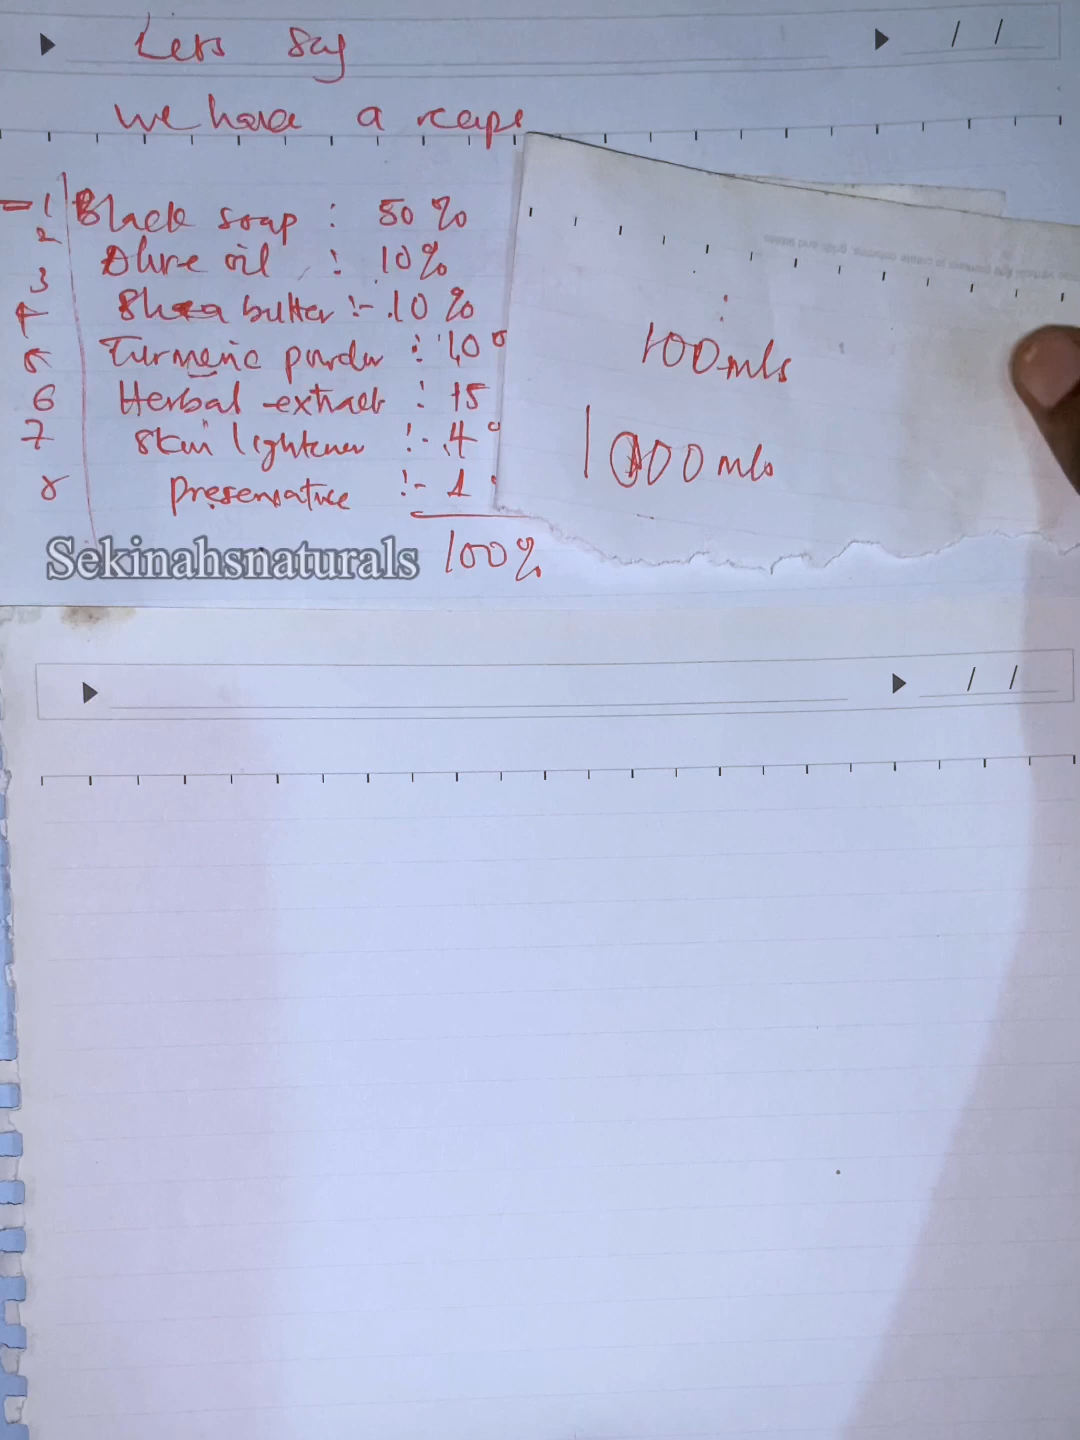 Lets Say
/ /
We have a recipe
1 Black soap : 50%
2 Olive oil : 10%
3 Shea butter :- 10%
4 Turmeric powder : 10
5 Herbal extract : 15
6 Skin lightener :- 4
7 Preservative :- 1
8
100%
100mls
1000mls
Sekinahsnaturals
/ /